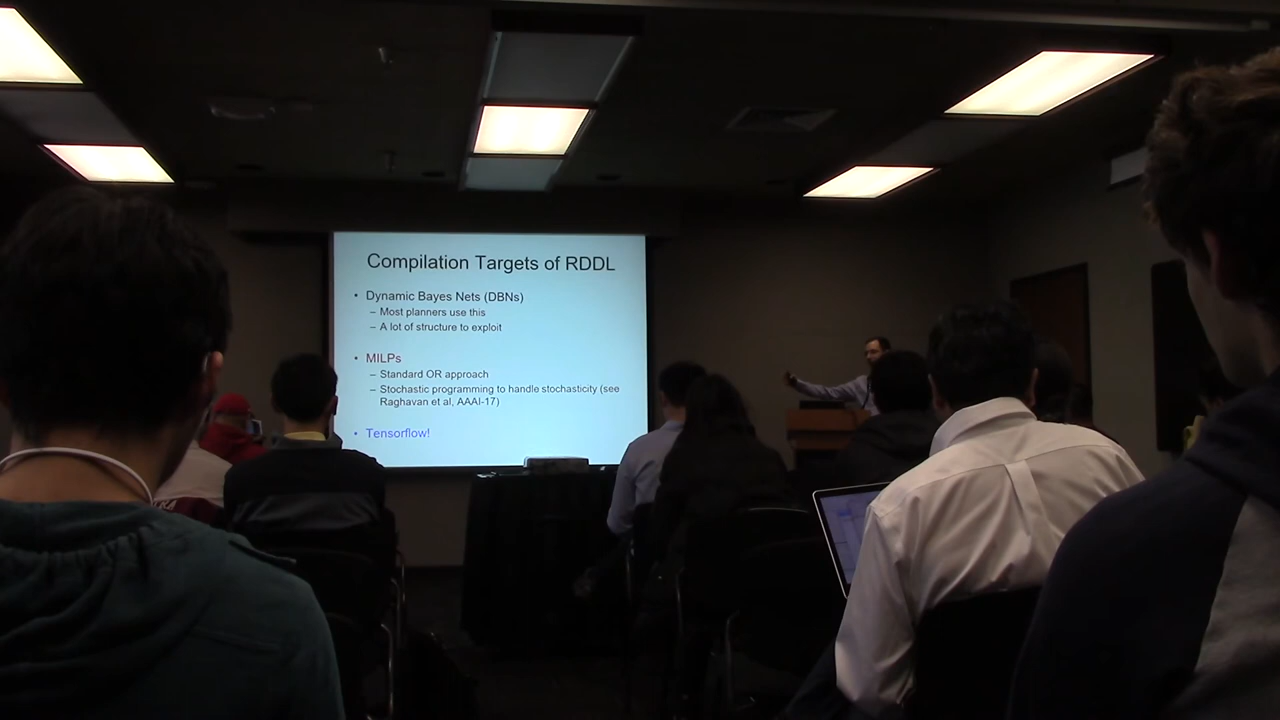 Compilation Targets of RDDL
• Dynamic Bayes Nets (DBNs)
– Most planners use this
– A lot of structure to exploit
• MILPs
– Standard OR approach
– Stochastic programming to handle stochasticity (see
Raghavan et al, AAAI-17)
• Tensorflow!